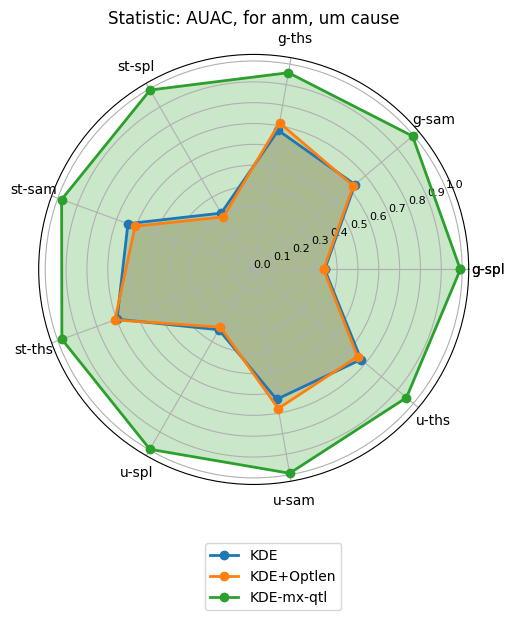 Statistic: AUAC, for anm, um cause
g-ths
st-spl
g-sam
st-sam
1.0
0.9
0.8
0.7
0.6
0.5
0.4
0.3
0.2
0.1
0.0
g-spl
st-ths
u-ths
u-spl
u-sam
KDE
KDE+Optlen
KDE-mx-qtl